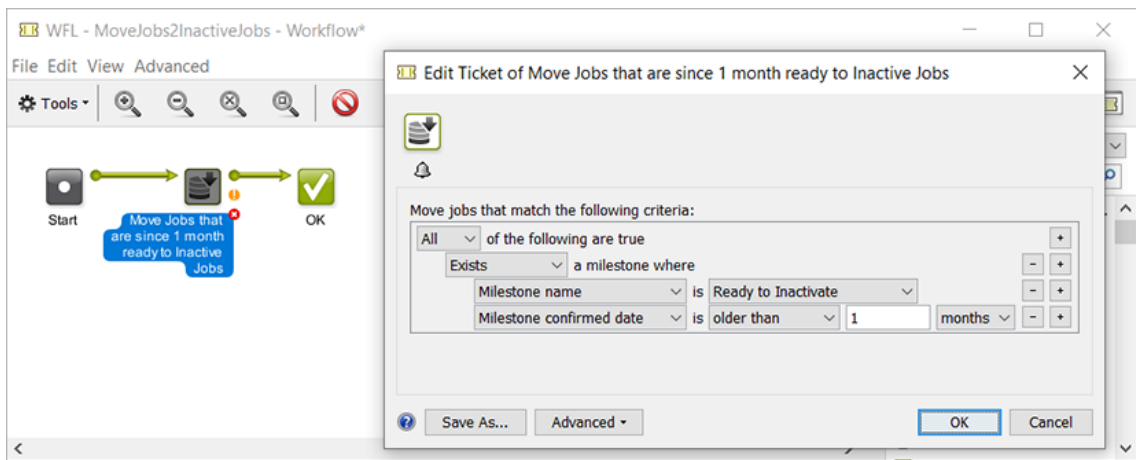 WFL - MoveJobs2InactiveJobs - Workflow*
File Edit View Advanced
Tools
Edit Ticket of Move Jobs that are since 1 month ready to Inactive Jobs
Start
Move Jobs that
are since 1 month
ready to Inactive
Jobs
OK
Move jobs that match the following criteria:
All of the following are true
Exists a milestone where
Milestone name is Ready to Inactivate
Milestone confirmed date is older than 1 months
Save As... Advanced OK Cancel